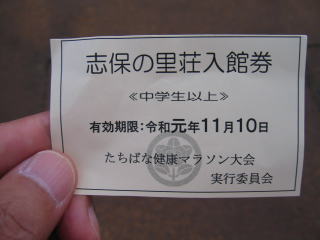 志保の里荘入館券
≪中学生以上≫
有効期限：令和元年11月10日
たちばな健康マラソン大会
実行委員会